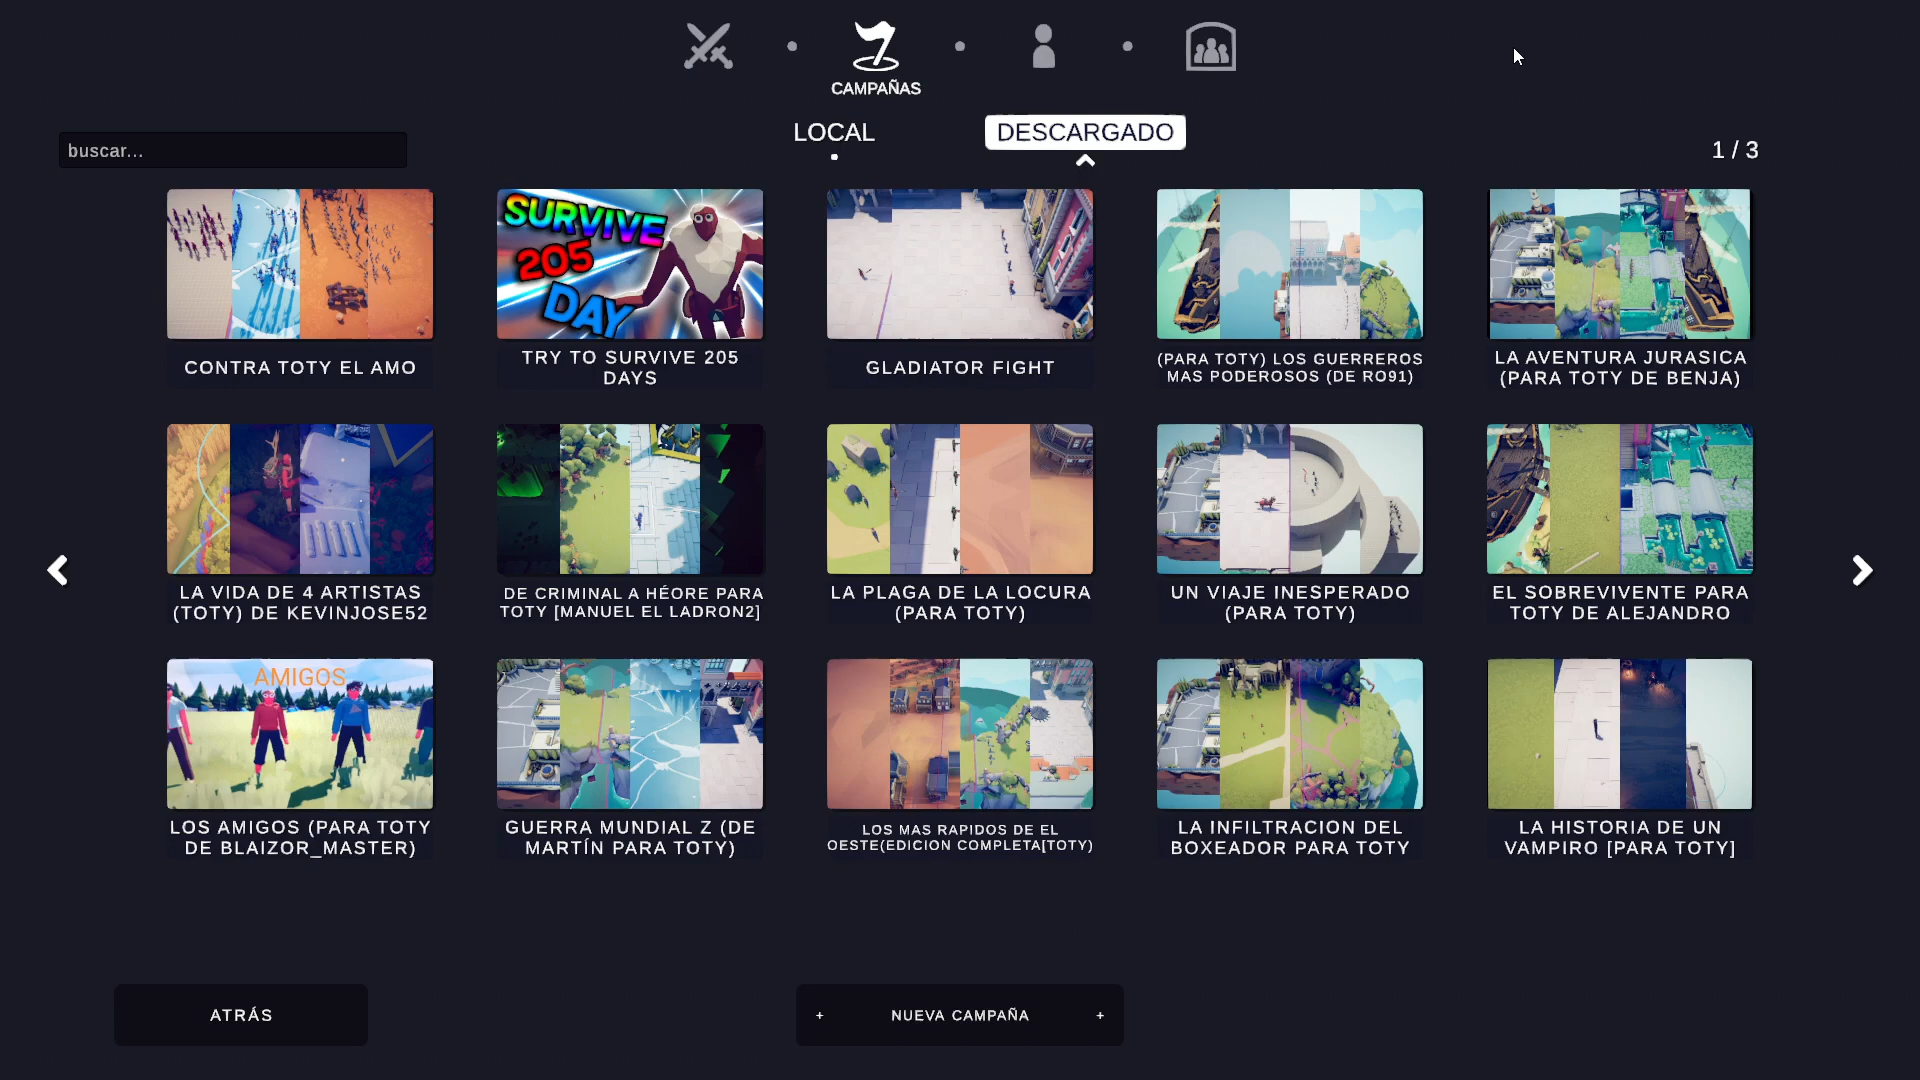 CAMPAÑAS
LOCAL
DESCARGADO
buscar...
1 / 3
SURVIVE
205
DAY
CONTRA TOTY EL AMO
TRY TO SURVIVE 205
DAYS
GLADIATOR FIGHT
(PARA TOTY) LOS GUERREROS
MAS PODEROSOS (DE RO91)
LA AVENTURA JURASICA
(PARA TOTY DE BENJA)
LA VIDA DE 4 ARTISTAS
(TOTY) DE KEVINJOSE52
DE CRIMINAL A HÉORE PARA
TOTY [MANUEL EL LADRON2]
LA PLAGA DE LA LOCURA
(PARA TOTY)
UN VIAJE INESPERADO
(PARA TOTY)
EL SOBREVIVENTE PARA
TOTY DE ALEJANDRO
AMIGOS
LOS AMIGOS (PARA TOTY
DE BLAIZOR_MASTER)
GUERRA MUNDIAL Z (DE
MARTÍN PARA TOTY)
LOS MAS RAPIDOS DE EL
OESTE(EDICION COMPLETA[TOTY)
LA INFILTRACION DEL
BOXEADOR PARA TOTY
LA HISTORIA DE UN
VAMPIRO [PARA TOTY]
ATRÁS
+ NUEVA CAMPAÑA +